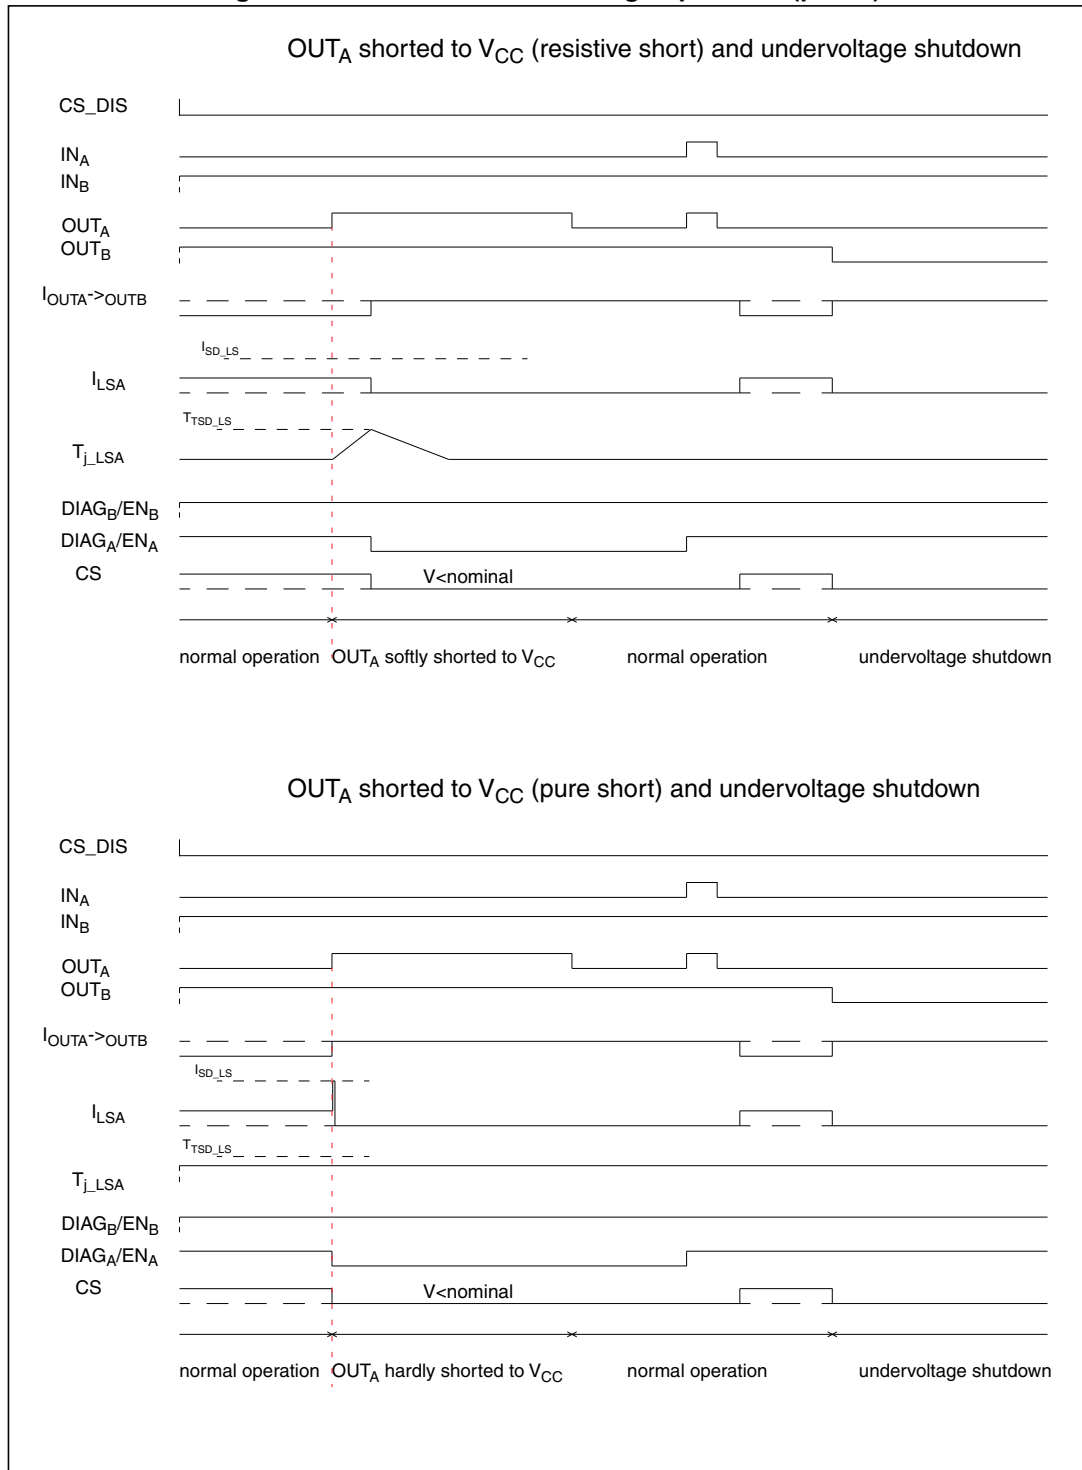 OUTA shorted to VCC (resistive short) and undervoltage shutdown
CS_DIS
INA
INB
OUTA
OUTB
IOUTA->OUTB
ISD_LS
ILSA
TTSD_LS
Tj_LSA
DIAGB/ENB
DIAGA/ENA
CS
V<nominal
normal operation OUTA softly shorted to VCC normal operation undervoltage shutdown
OUTA shorted to VCC (pure short) and undervoltage shutdown
CS_DIS
INA
INB
OUTA
OUTB
IOUTA->OUTB
ISD_LS
ILSA
TTSD_LS
Tj_LSA
DIAGB/ENB
DIAGA/ENA
CS
V<nominal
normal operation OUTA hardly shorted to VCC normal operation undervoltage shutdown